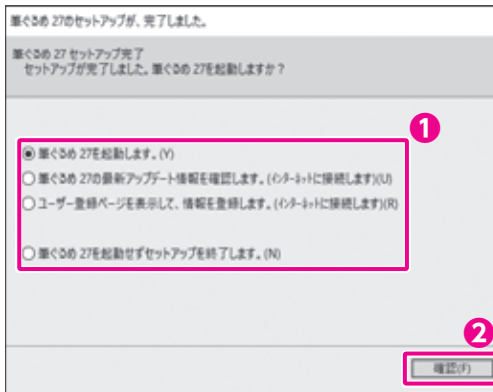 筆ぐるめ 27のセットアップが、完了しました。
筆ぐるめ 27 セットアップ完了
セットアップが完了しました。筆ぐるめ 27を起動しますか?
1
筆ぐるめ 27を起動します。(Y)
筆ぐるめ 27の最新アップデート情報を確認します。(インターネットに接続します)(U)
ユーザー登録ページを表示して、情報を登録します。(インターネットに接続します)(R)
筆ぐるめ 27を起動せずセットアップを終了します。(N)
2
確認(F)